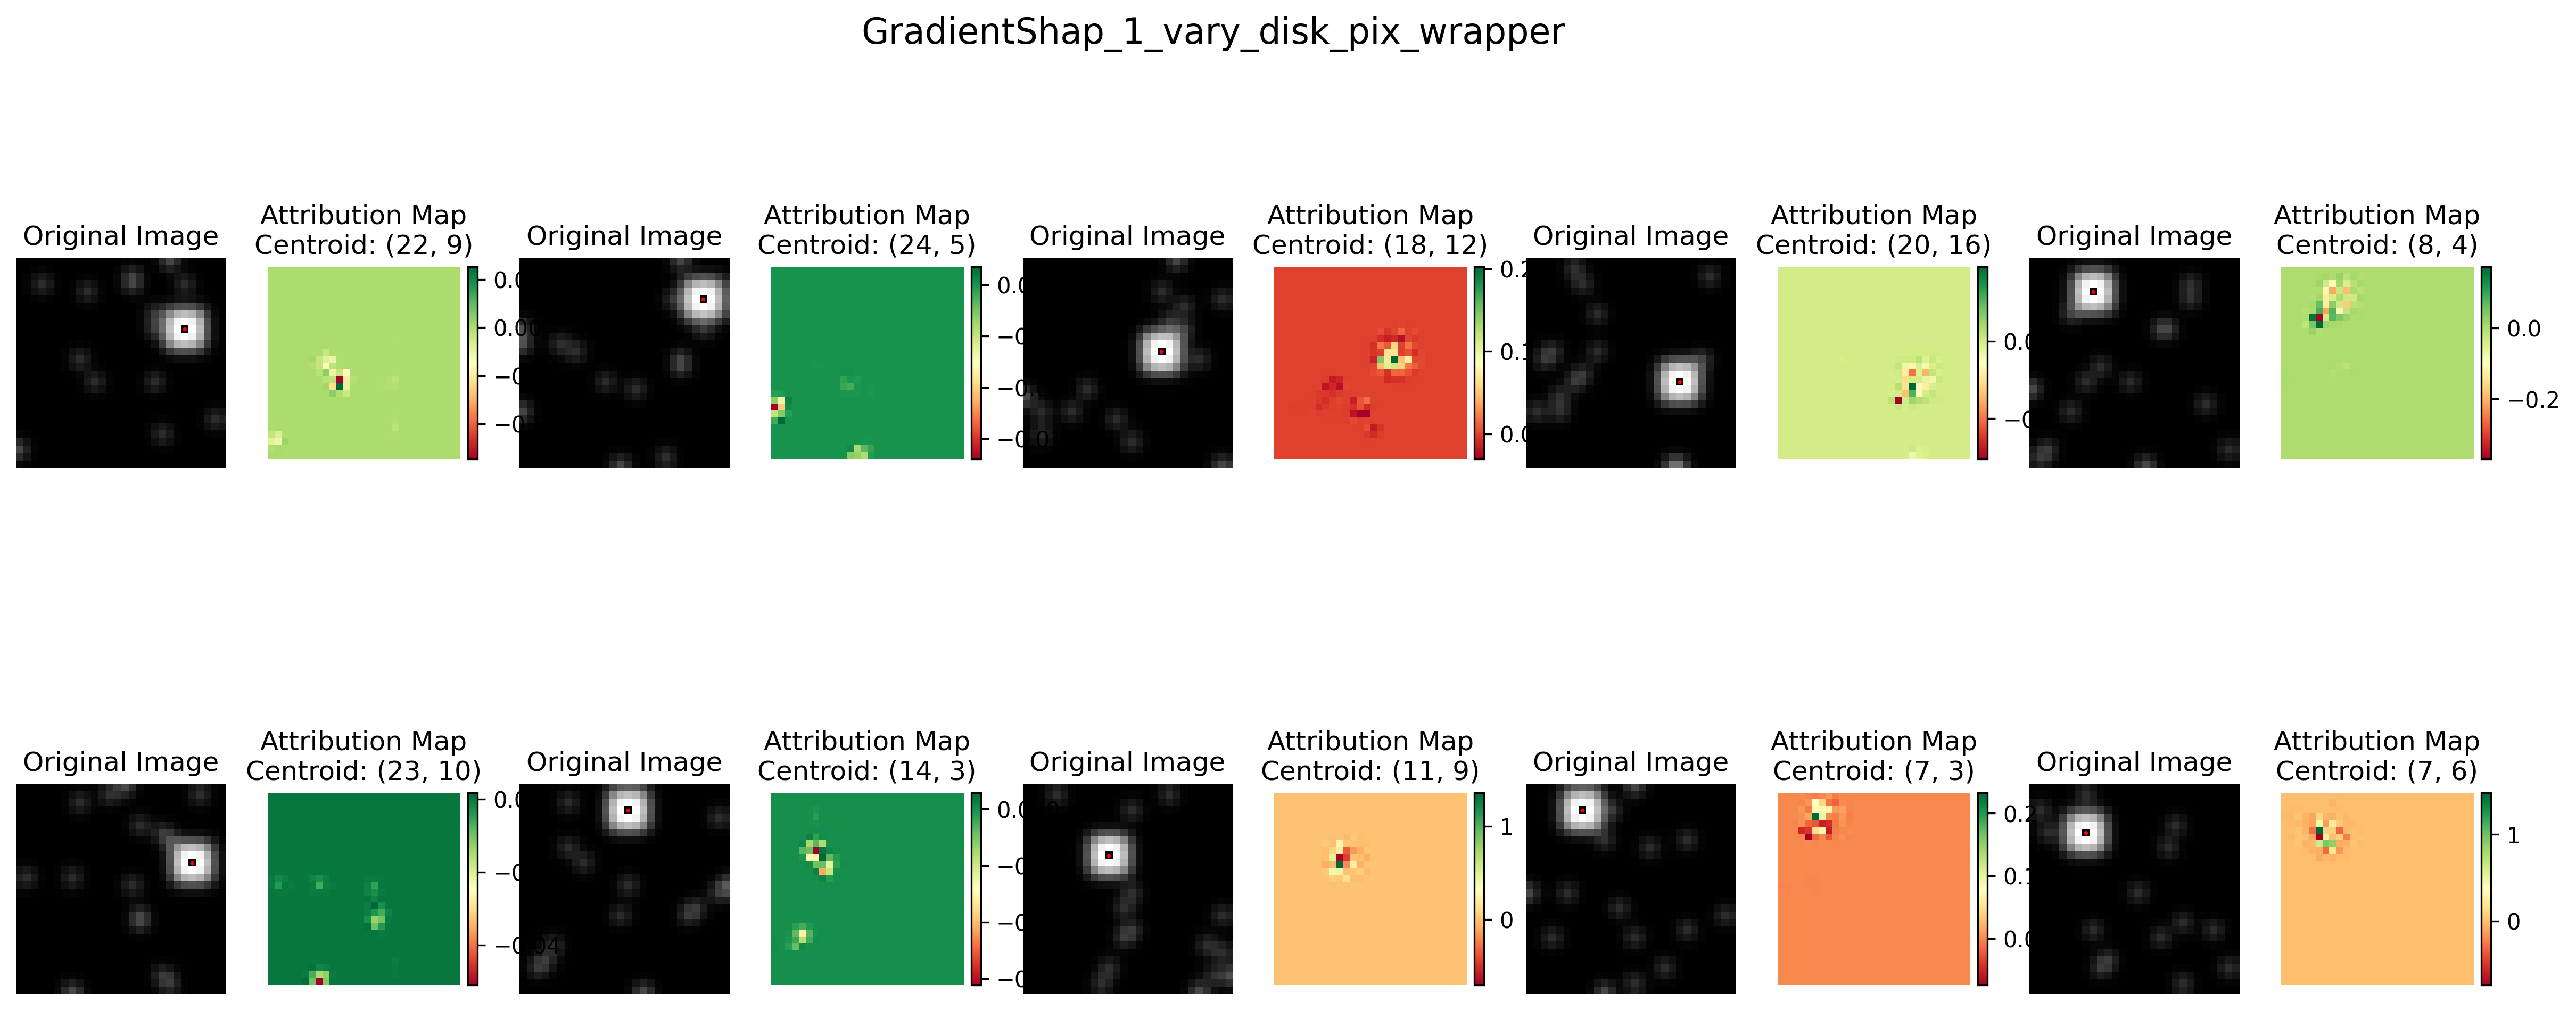 GradientShap_1_vary_disk_pix_wrapper
Original Image
Attribution Map
Centroid: (22, 9)
Original Image
Attribution Map
Centroid: (24, 5)
Original Image
Attribution Map
Centroid: (18, 12)
Original Image
Attribution Map
Centroid: (20, 16)
Original Image
Attribution Map
Centroid: (8, 4)
0.0
−0.2
Original Image
Attribution Map
Centroid: (23, 10)
Original Image
Attribution Map
Centroid: (14, 3)
Original Image
Attribution Map
Centroid: (11, 9)
1
0
Original Image
Attribution Map
Centroid: (7, 3)
Original Image
Attribution Map
Centroid: (7, 6)
1
0